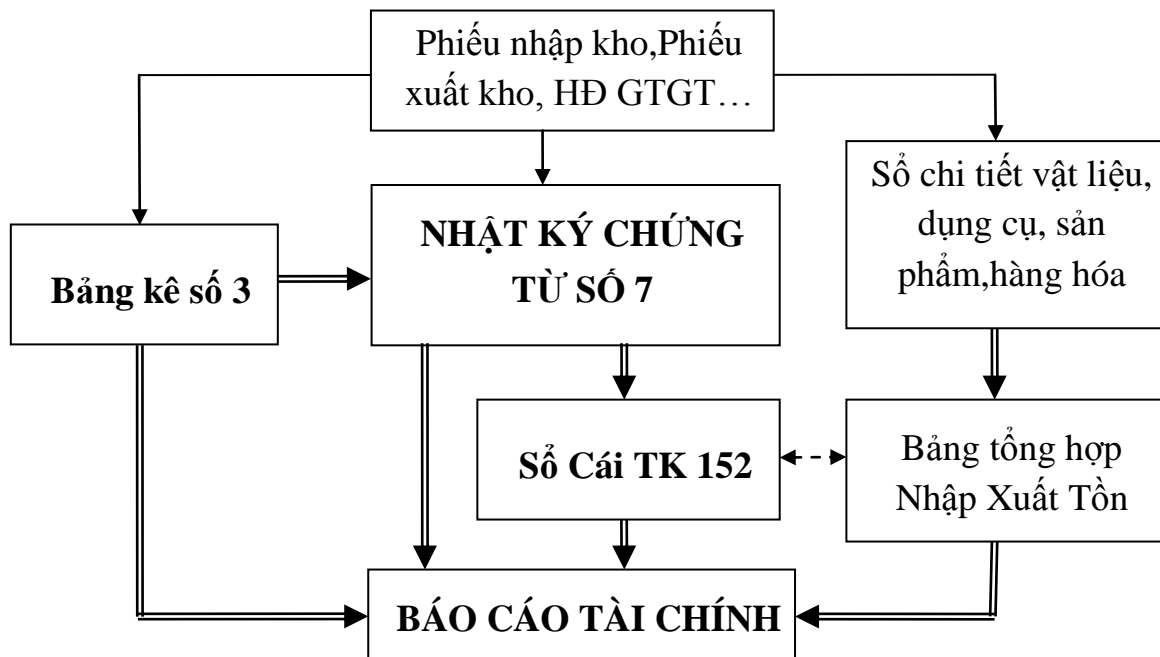 Phiếu nhập kho,Phiếu
xuất kho, HĐ GTGT…
Sổ chi tiết vật liệu,
dụng cụ, sản
phẩm,hàng hóa
NHẬT KÝ CHỨNG
TỪ SỐ 7
Bảng kê số 3
Sổ Cái TK 152
Bảng tổng hợp
Nhập Xuất Tồn
BÁO CÁO TÀI CHÍNH